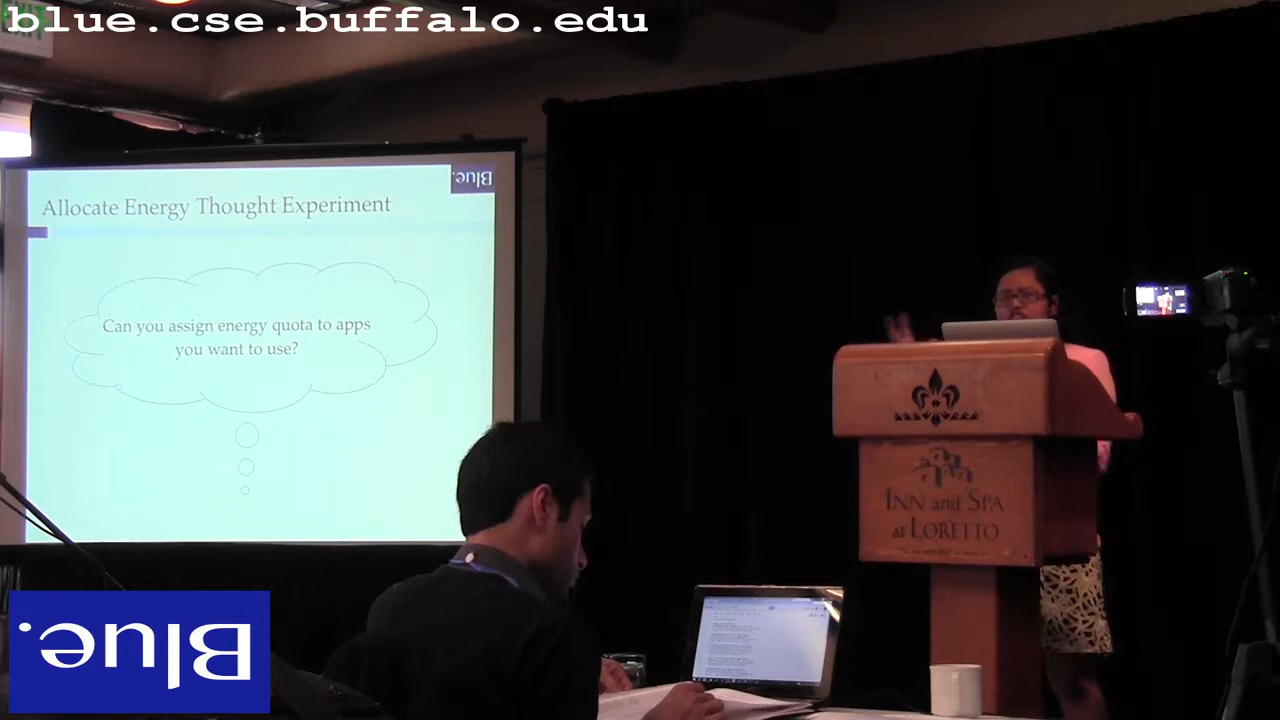 blue.cse.buffalo.edu
EXIT
Blue.
Allocate Energy Thought Experiment
Can you assign energy quota to apps
you want to use?
INN and SPA
at LORETTO
Blue.